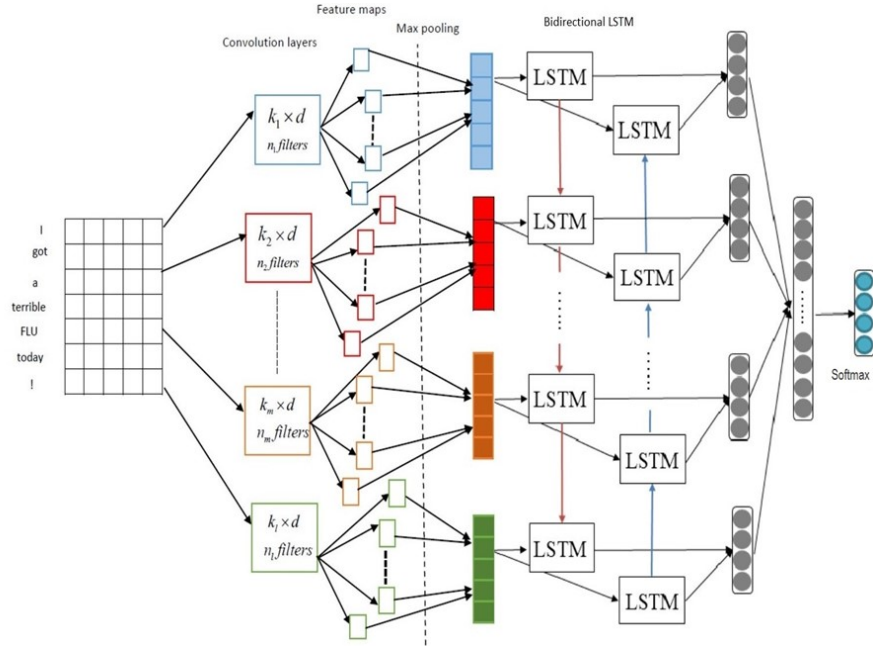 Feature maps
Convolution layers
Max pooling
Bidirectional LSTM
I
got
a
terrible
FLU
today
!
k₁ × d
n₁ filters
k₂ × d
n₂ filters
kₘ × d
nₘ filters
kₗ × d
nₗ filters
LSTM
LSTM
LSTM
LSTM
LSTM
LSTM
LSTM
LSTM
Softmax